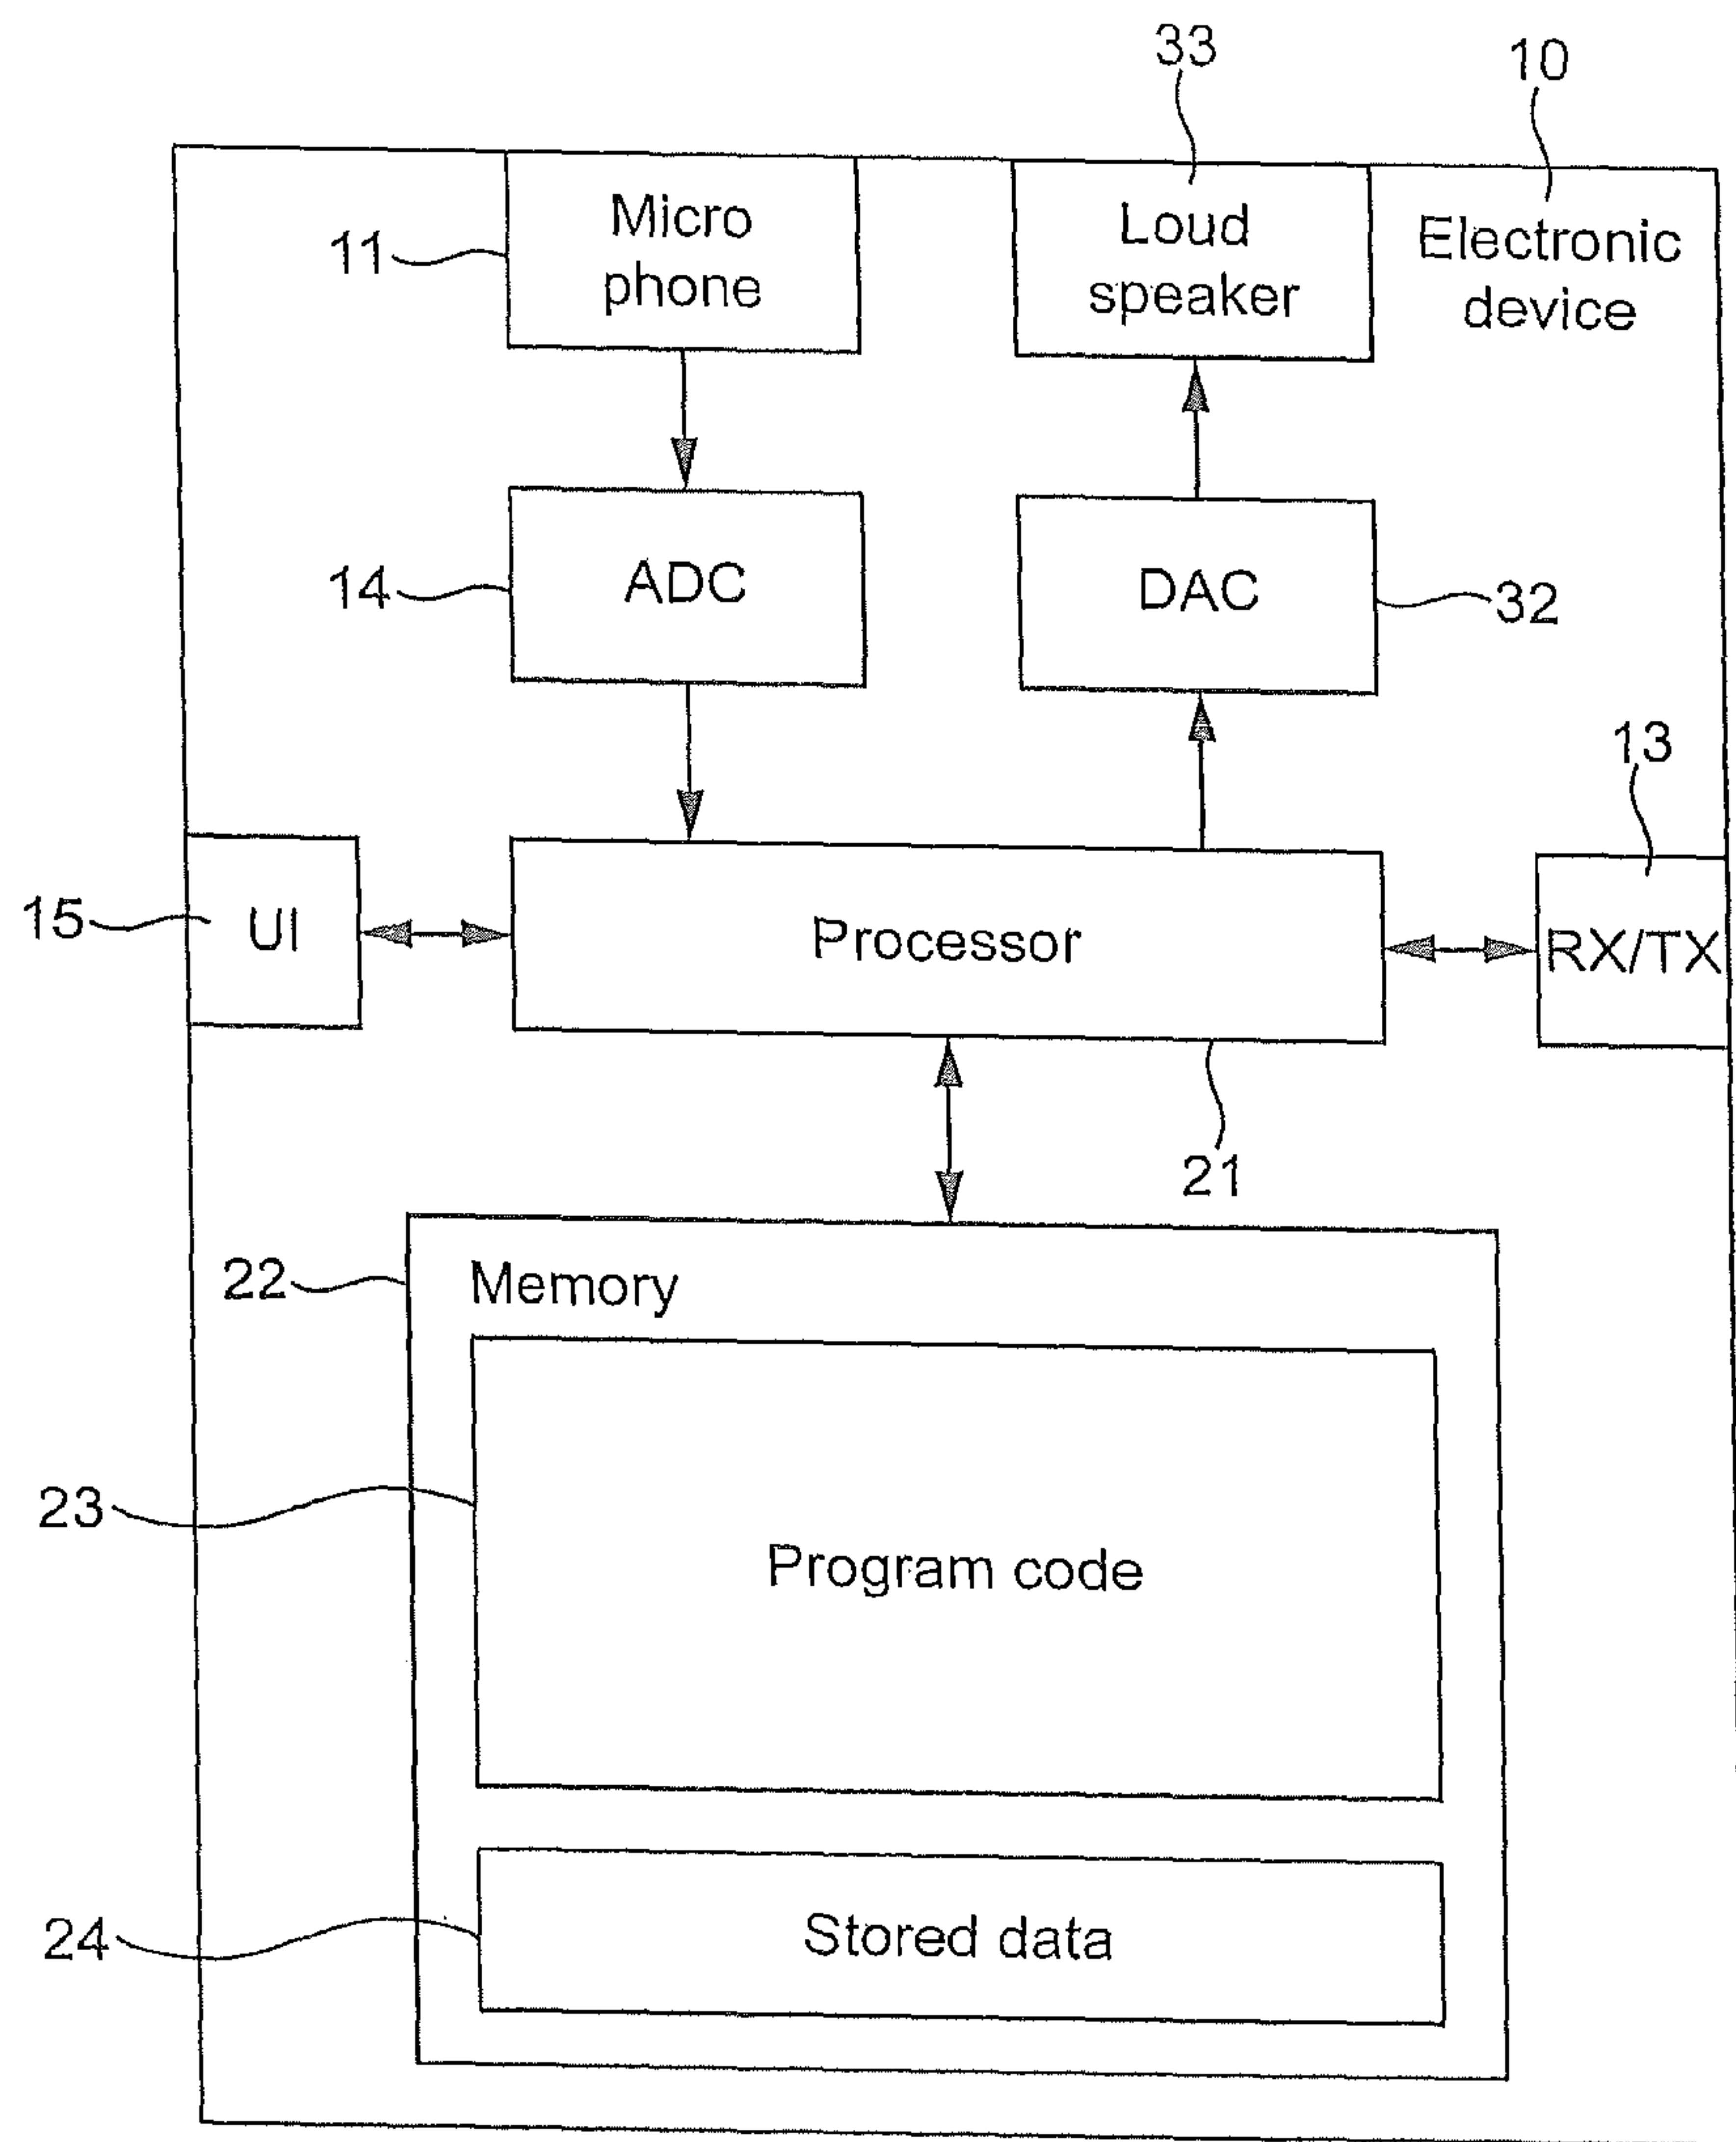 33
10
Micro
phone
11
Loud
speaker
Electronic
device
14
ADC
DAC
32
13
15
UI
Processor
RX/TX
21
22
Memory
23
Program code
24
Stored data